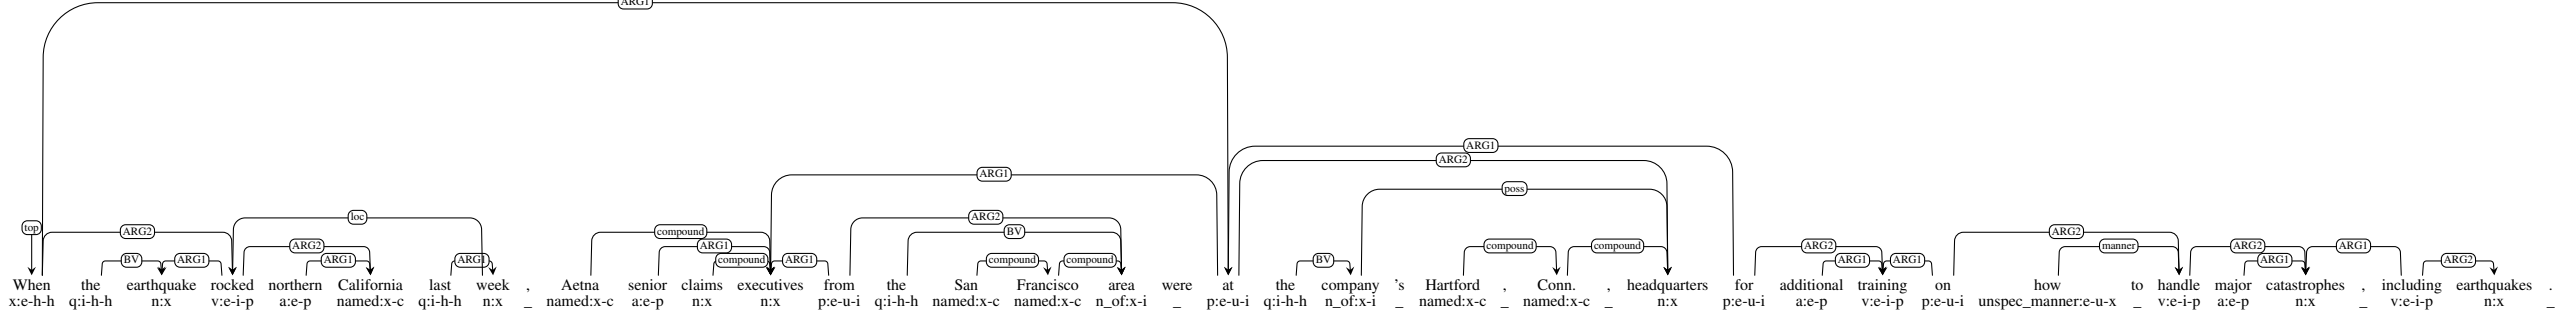 ARG1
ARG1
ARG2
ARG1
poss
top
ARG2
loc
compound
ARG2
BV
ARG2
manner
ARG2
ARG1
compound
compound
ARG2
ARG2
ARG1
BV
ARG1
ARG1
ARG1
compound
ARG1
compound
compound
BV
ARG1
ARG1
ARG1
ARG2
When the earthquake rocked northern California last week , Aetna senior claims executives from the San Francisco area were at the company 's Hartford , Conn. , headquarters for additional training on how to handle major catastrophes , including earthquakes .
x:e-h-h q:i-h-h n:x v:e-i-p a:e-p named:x-c q:i-h-h n:x _ named:x-c a:e-p n:x n:x p:e-u-i q:i-h-h named:x-c named:x-c n_of:x-i _ p:e-u-i q:i-h-h n_of:x-i _ named:x-c _ named:x-c _ n:x p:e-u-i a:e-p v:e-i-p p:e-u-i unspec_manner:e-u-x _ v:e-i-p a:e-p n:x _ v:e-i-p n:x _